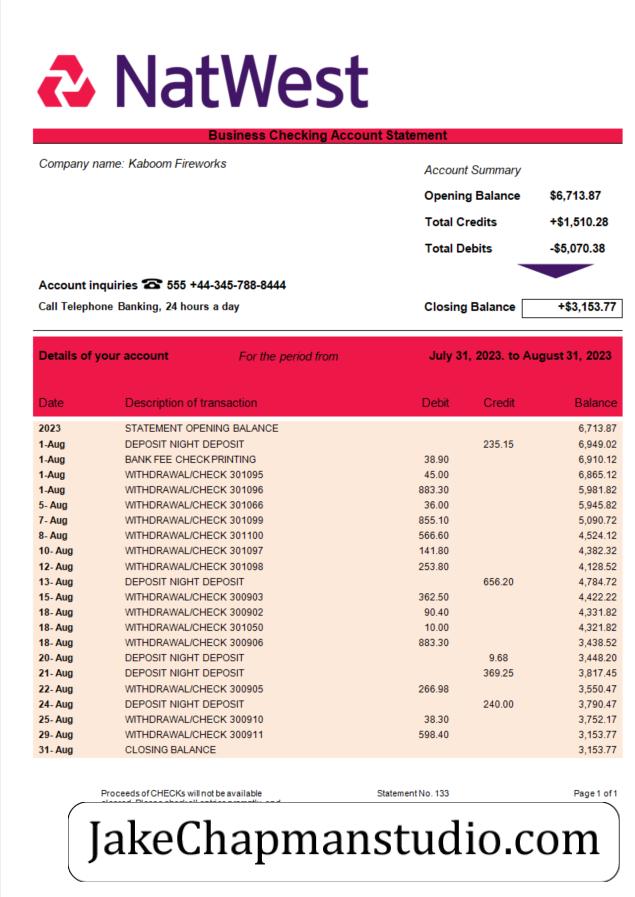 NatWest
Business Checking Account Statement
Company name: Kaboom Fireworks
Account Summary
Opening Balance $6,713.87
Total Credits +$1,510.28
Total Debits -$5,070.38
Account inquiries ☎ 555 +44-345-788-8444
Call Telephone Banking, 24 hours a day
Closing Balance +$3,153.77
Details of your account For the period from July 31, 2023. to August 31, 2023
Date Description of transaction Debit Credit Balance
2023 STATEMENT OPENING BALANCE 6,713.87
1-Aug DEPOSIT NIGHT DEPOSIT 235.15 6,949.02
1-Aug BANK FEE CHECK PRINTING 38.90 6,910.12
1-Aug WITHDRAWAL/CHECK 301095 45.00 6,865.12
1-Aug WITHDRAWAL/CHECK 301096 883.30 5,981.82
5- Aug WITHDRAWAL/CHECK 301066 36.00 5,945.82
7- Aug WITHDRAWAL/CHECK 301099 855.10 5,090.72
8- Aug WITHDRAWAL/CHECK 301100 566.60 4,524.12
10- Aug WITHDRAWAL/CHECK 301097 141.80 4,382.32
12- Aug WITHDRAWAL/CHECK 301098 253.80 4,128.52
13- Aug DEPOSIT NIGHT DEPOSIT 656.20 4,784.72
15- Aug WITHDRAWAL/CHECK 300903 362.50 4,422.22
18- Aug WITHDRAWAL/CHECK 300902 90.40 4,331.82
18- Aug WITHDRAWAL/CHECK 301050 10.00 4,321.82
18- Aug WITHDRAWAL/CHECK 300906 883.30 3,438.52
20- Aug DEPOSIT NIGHT DEPOSIT 9.68 3,448.20
21- Aug DEPOSIT NIGHT DEPOSIT 369.25 3,817.45
22- Aug WITHDRAWAL/CHECK 300905 266.98 3,550.47
24- Aug DEPOSIT NIGHT DEPOSIT 240.00 3,790.47
25- Aug WITHDRAWAL/CHECK 300910 38.30 3,752.17
29- Aug WITHDRAWAL/CHECK 300911 598.40 3,153.77
31- Aug CLOSING BALANCE 3,153.77
Proceeds of CHECKs will not be available Statement No. 133 Page 1 of 1
JakeChapmanstudio.com